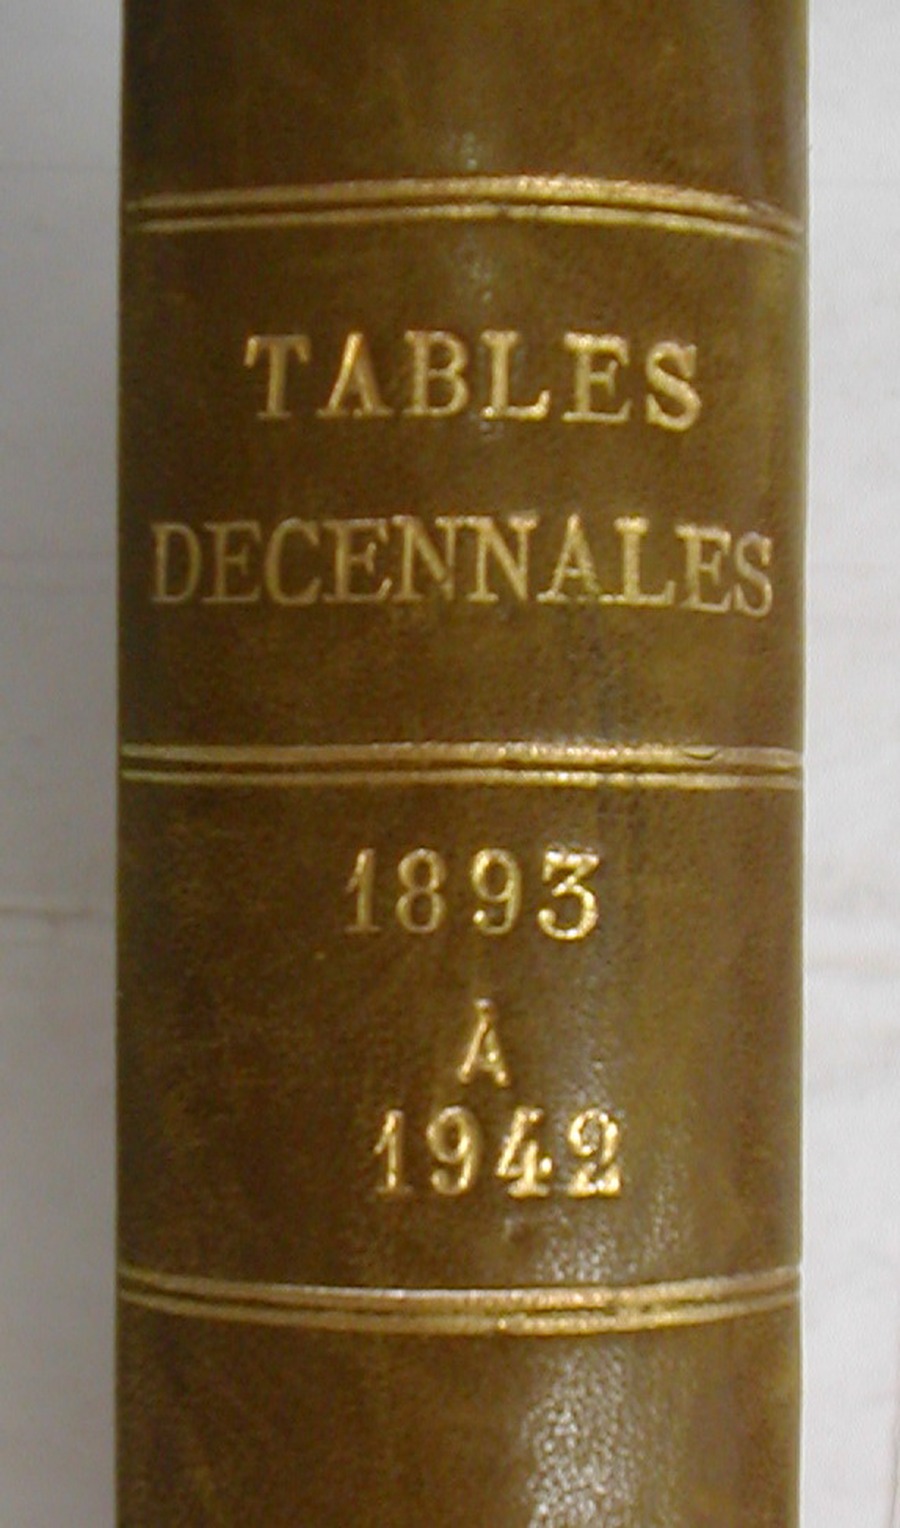 TABLES
DECENNALES
1893
À
1942